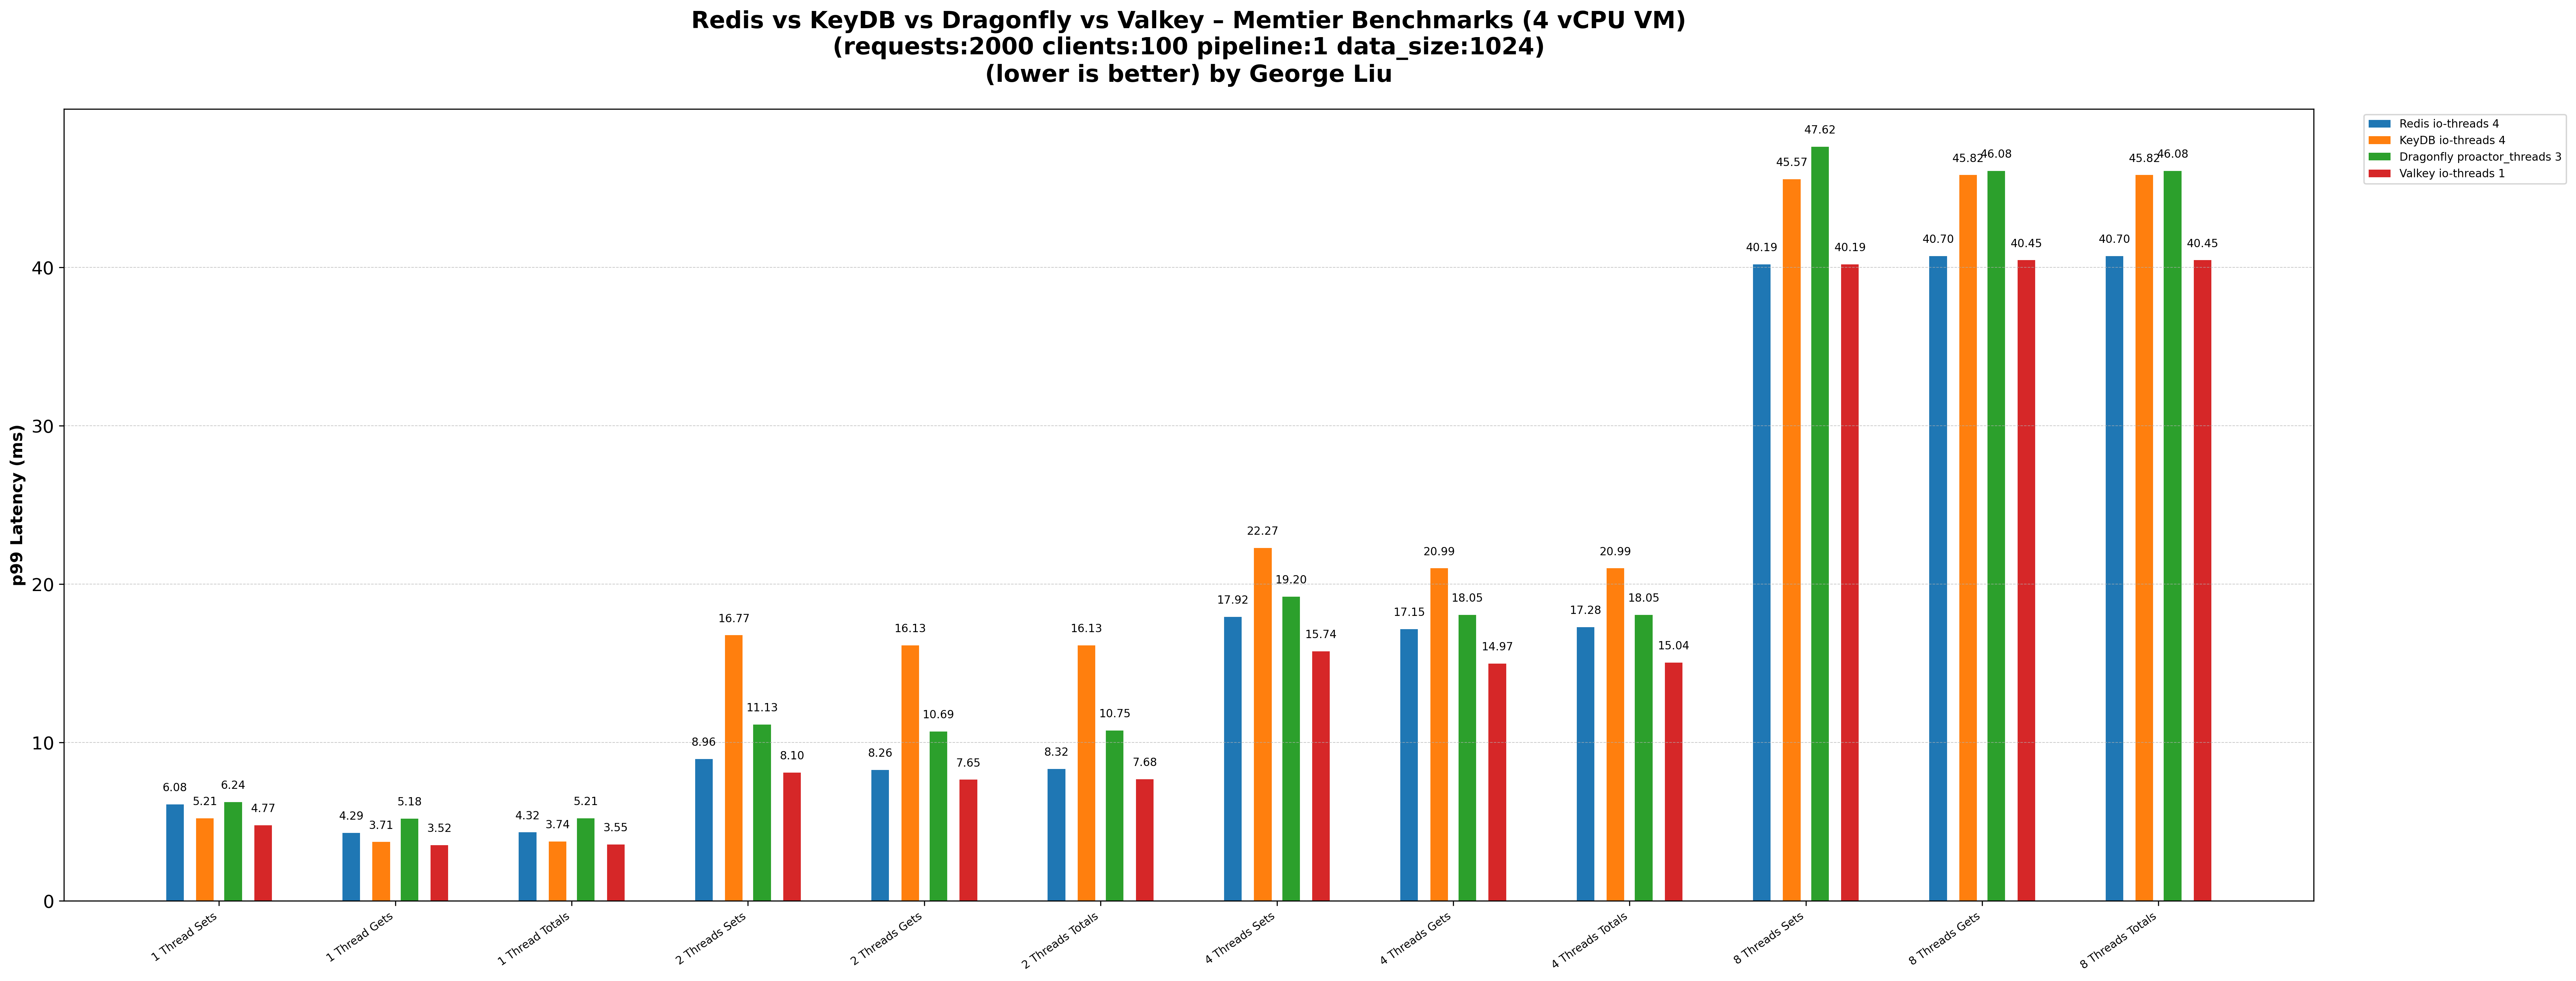 Redis vs KeyDB vs Dragonfly vs Valkey – Memtier Benchmarks (4 vCPU VM)
(requests:2000 clients:100 pipeline:1 data_size:1024)
(lower is better) by George Liu
Redis io-threads 4
KeyDB io-threads 4
Dragonfly proactor_threads 3
Valkey io-threads 1
p99 Latency (ms)
40
30
20
10
0
6.08 5.21 6.24 4.77
4.29 3.71 5.18 3.52
4.32 3.74 5.21 3.55
8.96 16.77 11.13 8.10
8.26 16.13 10.69 7.65
8.32 16.13 10.75 7.68
17.92 22.27 19.20 15.74
17.15 20.99 18.05 14.97
17.28 20.99 18.05 15.04
40.19 45.57 47.62 40.19
40.70 45.82 46.08 40.45
40.70 45.82 46.08 40.45
1 Thread Sets
1 Thread Gets
1 Thread Totals
2 Threads Sets
2 Threads Gets
2 Threads Totals
4 Threads Sets
4 Threads Gets
4 Threads Totals
8 Threads Sets
8 Threads Gets
8 Threads Totals